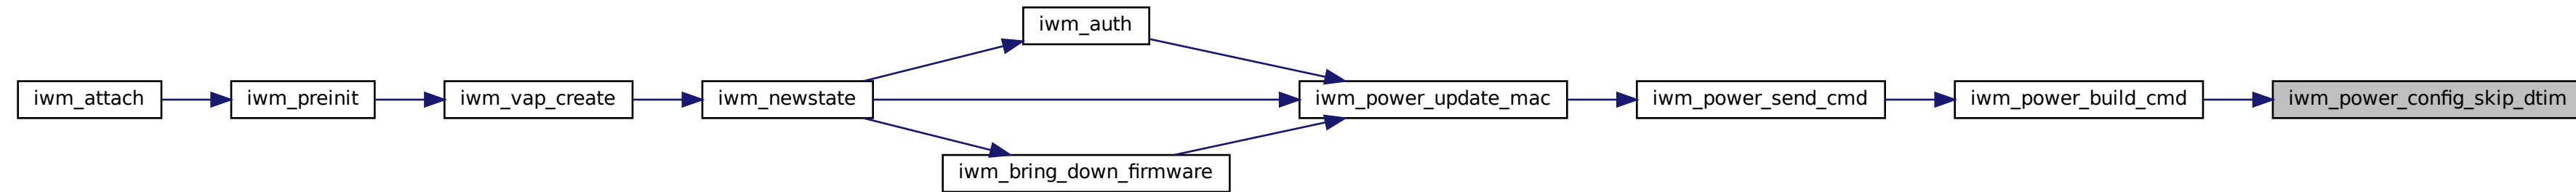 iwm_auth
iwm_attach
iwm_preinit
iwm_vap_create
iwm_newstate
iwm_power_update_mac
iwm_power_send_cmd
iwm_power_build_cmd
iwm_power_config_skip_dtim
iwm_bring_down_firmware